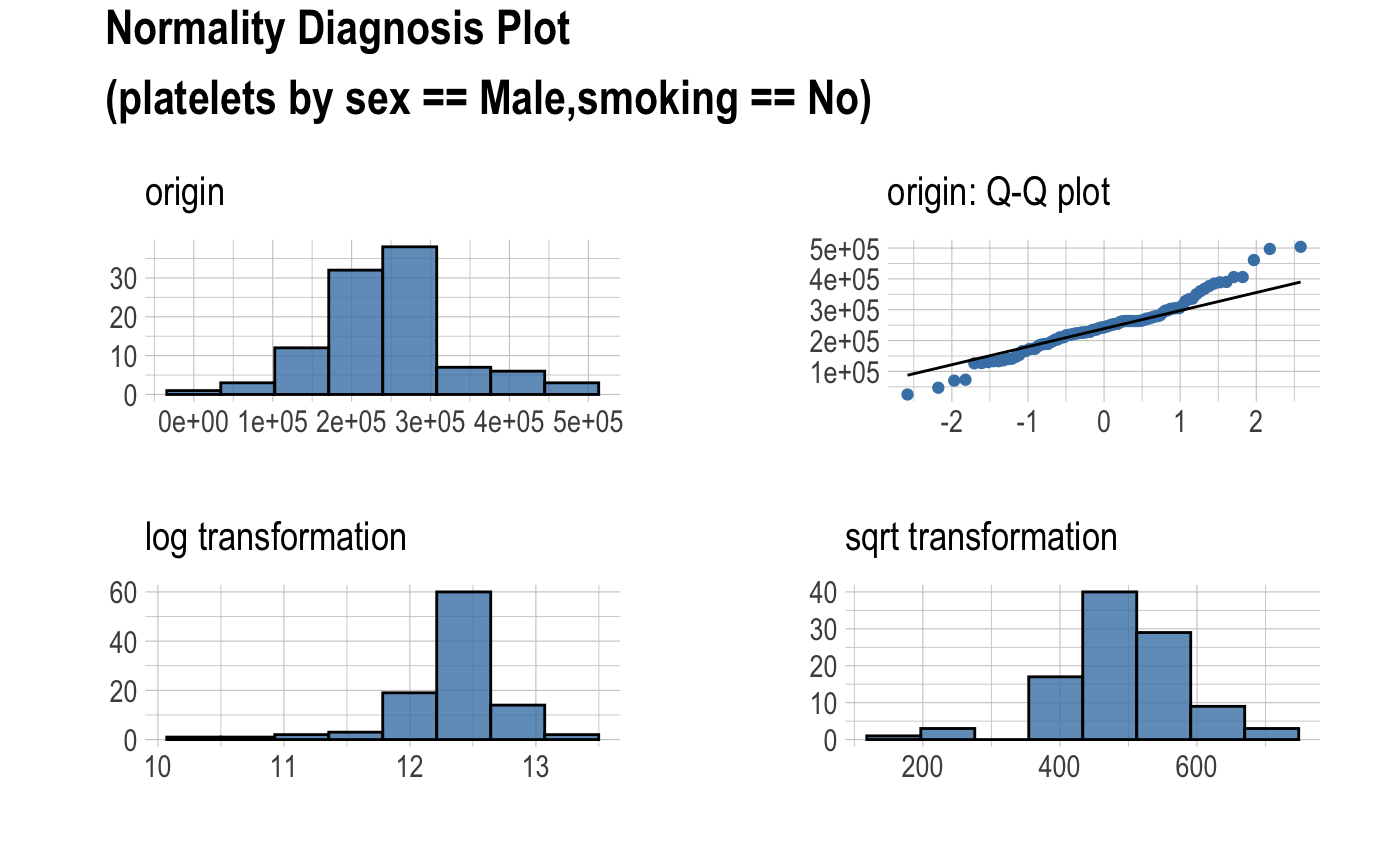 Normality Diagnosis Plot
(platelets by sex == Male,smoking == No)
origin
30
20
10
0
0e+00 1e+05 2e+05 3e+05 4e+05 5e+05
origin: Q-Q plot
5e+05
4e+05
3e+05
2e+05
1e+05
-2 -1 0 1 2
log transformation
60
40
20
0
10 11 12 13
sqrt transformation
40
30
20
10
0
200 400 600